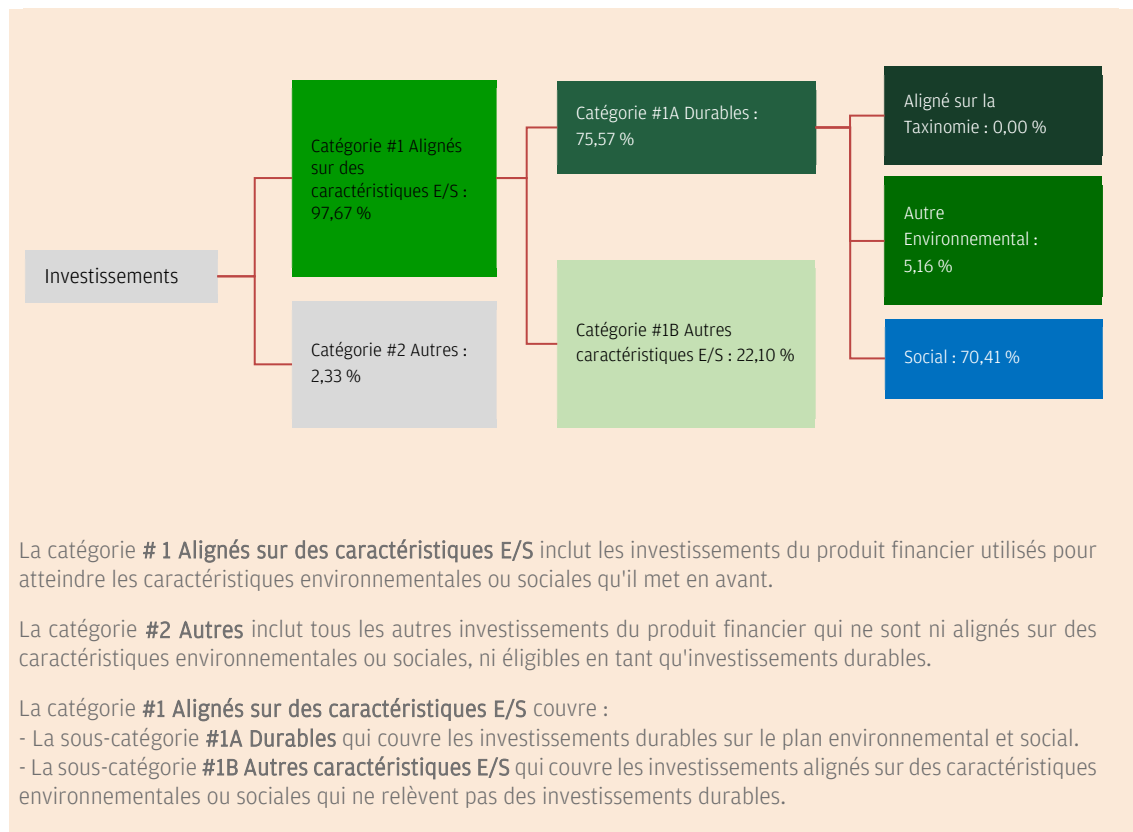 Investissements
Catégorie #1 Alignés
sur des
caractéristiques E/S :
97,67 %
Catégorie #2 Autres :
2,33 %
Catégorie #1A Durables :
75,57 %
Catégorie #1B Autres
caractéristiques E/S : 22,10 %
Aligné sur la
Taxinomie : 0,00 %
Autre
Environnemental :
5,16 %
Social : 70,41 %
La catégorie # 1 Alignés sur des caractéristiques E/S inclut les investissements du produit financier utilisés pour
atteindre les caractéristiques environnementales ou sociales qu'il met en avant.
La catégorie #2 Autres inclut tous les autres investissements du produit financier qui ne sont ni alignés sur des
caractéristiques environnementales ou sociales, ni éligibles en tant qu'investissements durables.
La catégorie #1 Alignés sur des caractéristiques E/S couvre :
- La sous-catégorie #1A Durables qui couvre les investissements durables sur le plan environnemental et social.
- La sous-catégorie #1B Autres caractéristiques E/S qui couvre les investissements alignés sur des caractéristiques
environnementales ou sociales qui ne relèvent pas des investissements durables.